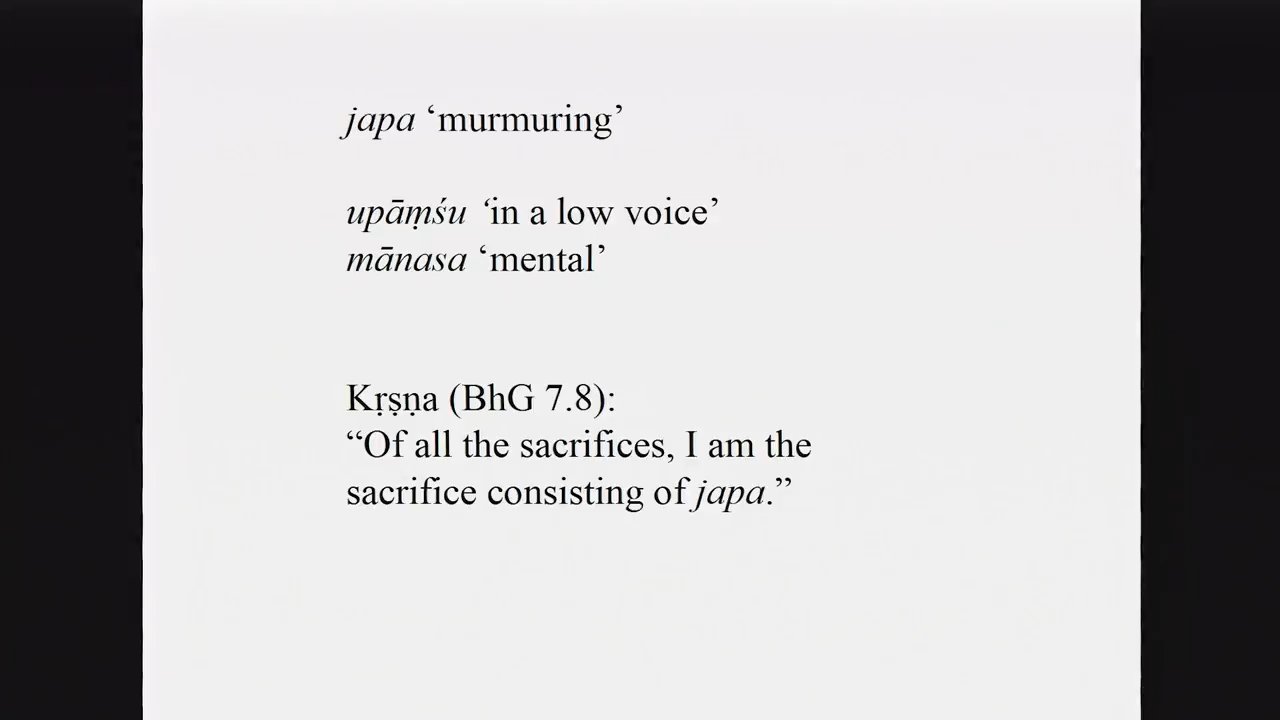 japa ‘murmuring’
upāṃśu ‘in a low voice’
mānasa ‘mental’
Kṛṣṇa (BhG 7.8):
“Of all the sacrifices, I am the
sacrifice consisting of japa.”